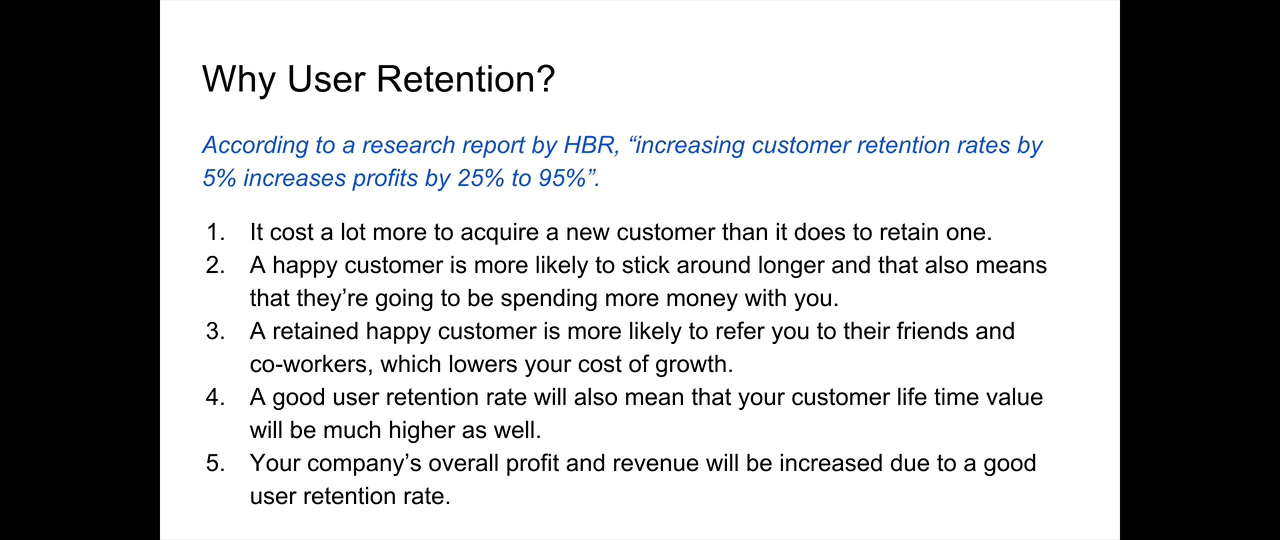 Why User Retention?
According to a research report by HBR, “increasing customer retention rates by
5% increases profits by 25% to 95%”.
1. It cost a lot more to acquire a new customer than it does to retain one.
2. A happy customer is more likely to stick around longer and that also means
that they’re going to be spending more money with you.
3. A retained happy customer is more likely to refer you to their friends and
co-workers, which lowers your cost of growth.
4. A good user retention rate will also mean that your customer life time value
will be much higher as well.
5. Your company’s overall profit and revenue will be increased due to a good
user retention rate.